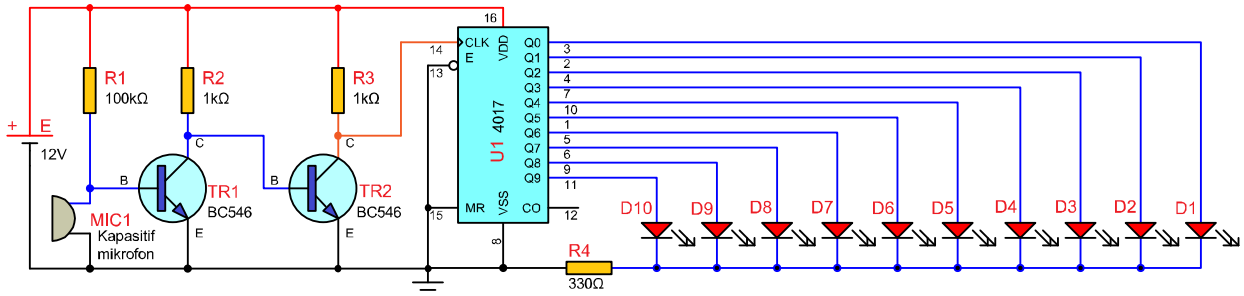 + E
12V
R1
100kΩ
R2
1kΩ
R3
1kΩ
MIC1
Kapasitif
mikrofon
B
C
E
TR1
BC546
B
C
E
TR2
BC546
16
14
13
15
8
CLK
E
VDD
U1 4017
MR
VSS
Q0
3
Q1
2
Q2
4
Q3
7
Q4
10
Q5
1
Q6
5
Q7
6
Q8
9
Q9
11
CO
12
R4
330Ω
D10
D9
D8
D7
D6
D5
D4
D3
D2
D1